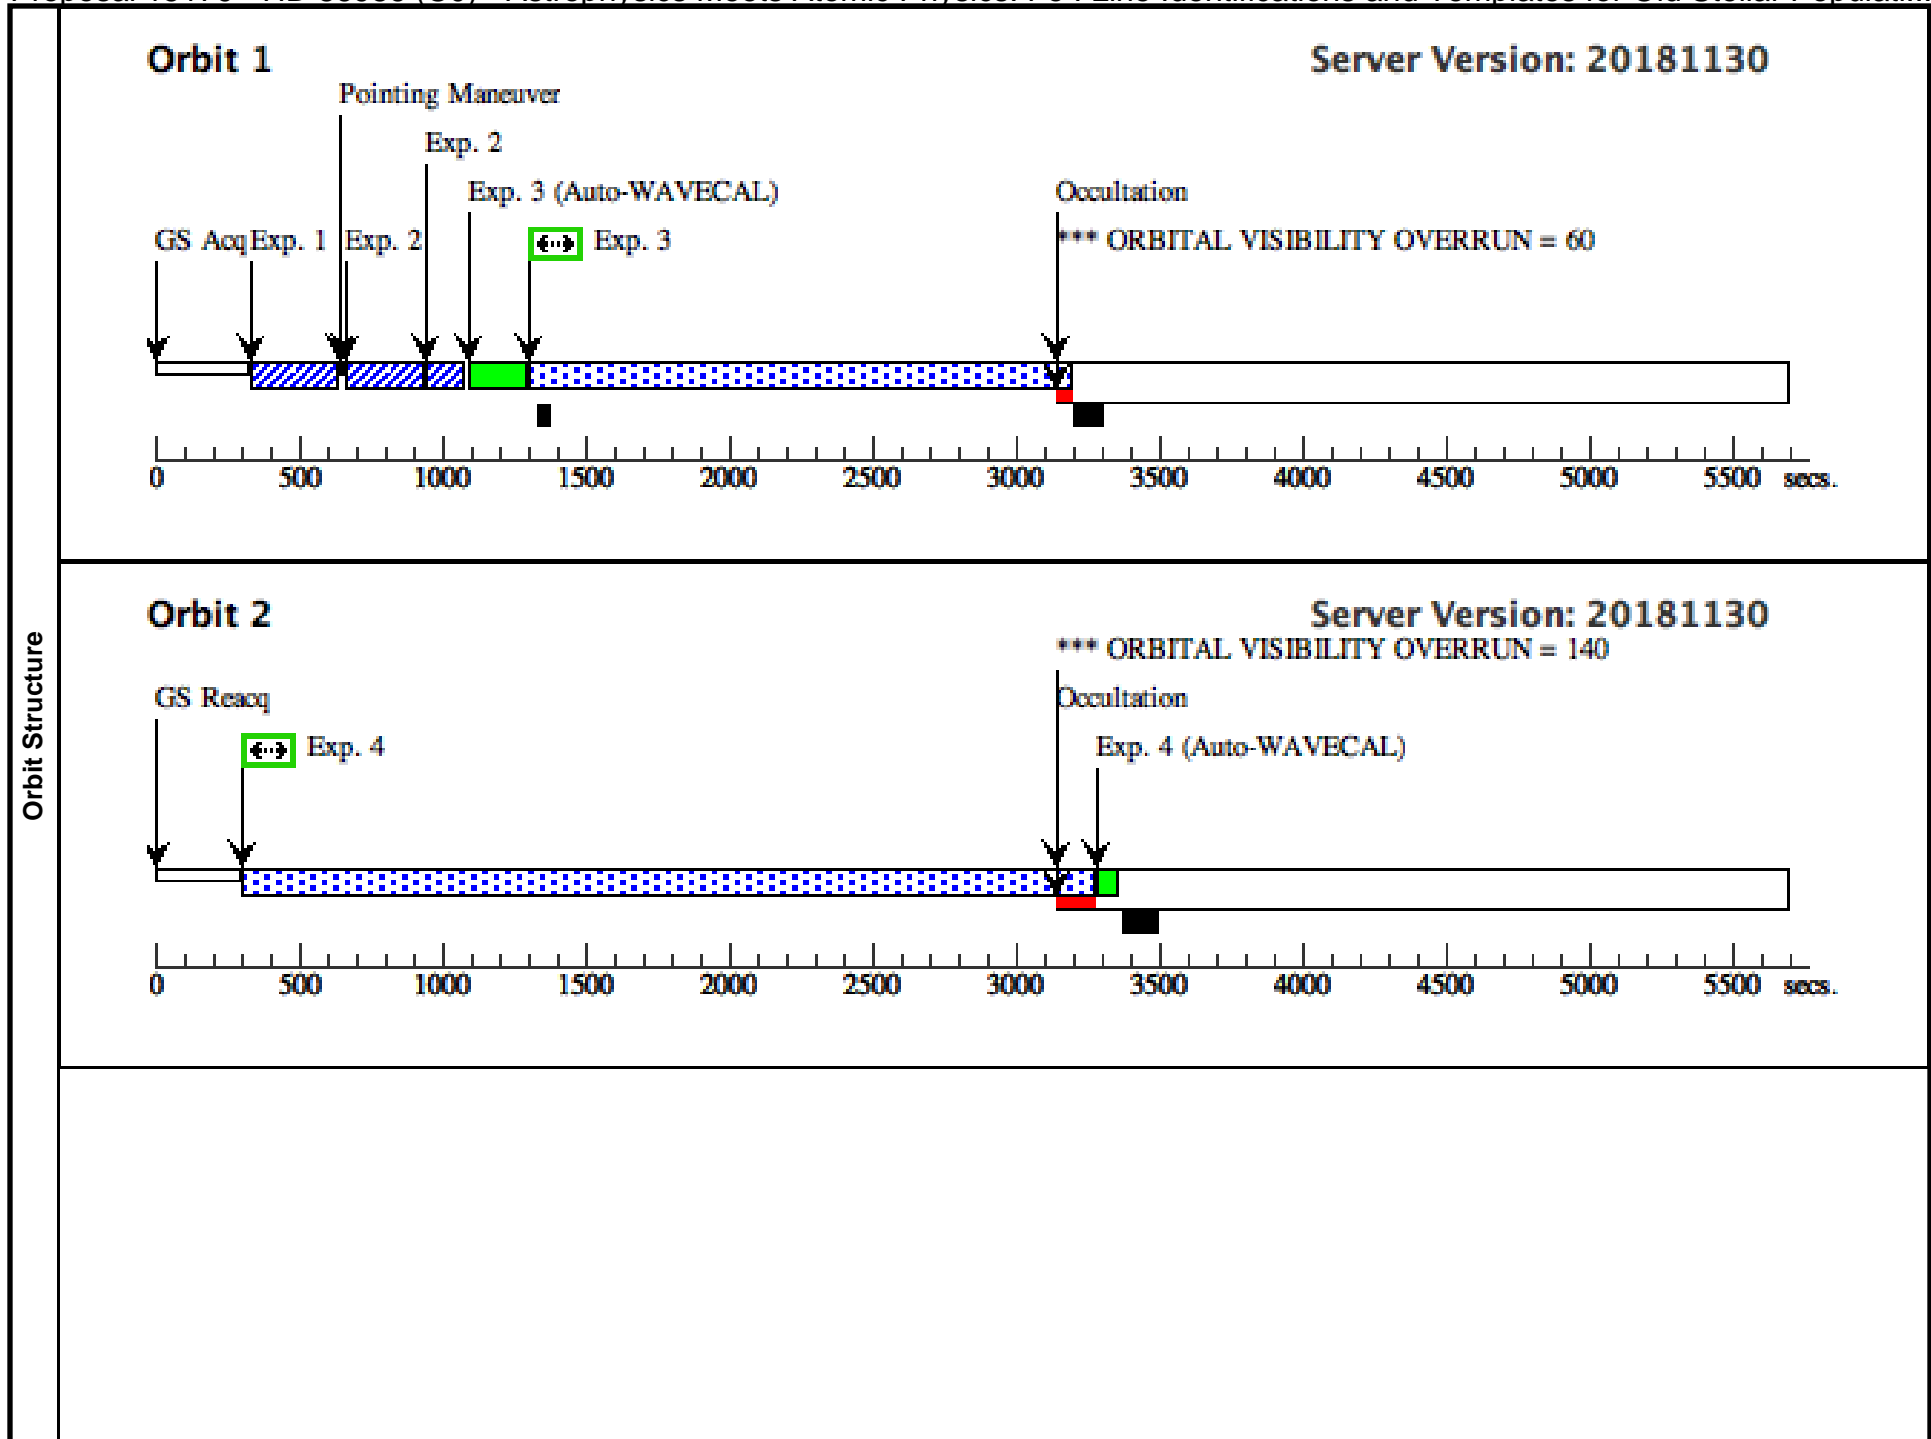 Orbit Structure
Orbit 1
Server Version: 20181130
Pointing Maneuver
Exp. 2
Exp. 3 (Auto-WAVECAL)
Occultation
GS Acq Exp. 1 Exp. 2
Exp. 3
*** ORBITAL VISIBILITY OVERRUN = 60
0 500 1000 1500 2000 2500 3000 3500 4000 4500 5000 5500 secs.
Orbit 2
Server Version: 20181130
*** ORBITAL VISIBILITY OVERRUN = 140
GS Reacq
Occultation
Exp. 4
Exp. 4 (Auto-WAVECAL)
0 500 1000 1500 2000 2500 3000 3500 4000 4500 5000 5500 secs.